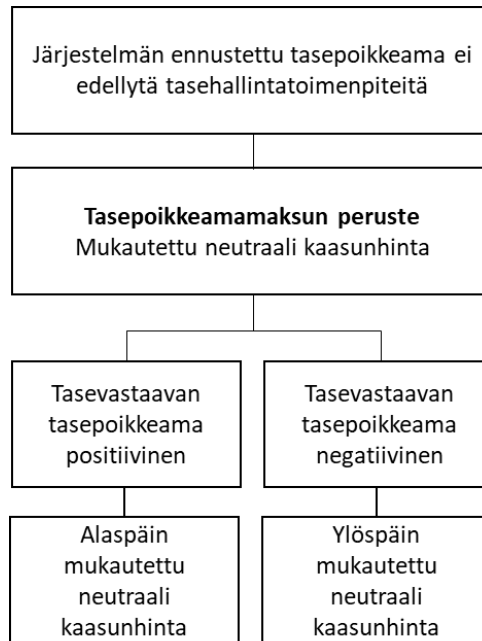 Järjestelmän ennustettu tasepoikkeama ei
edellytä tasehallintatoimenpiteitä
Tasepoikkeamamaksun peruste
Mukautettu neutraali kaasunhinta
Tasevastaavan
tasepoikkeama
positiivinen
Tasevastaavan
tasepoikkeama
negatiivinen
Alaspäin
mukautettu
neutraali
kaasunhinta
Ylöspäin
mukautettu
neutraali
kaasunhinta